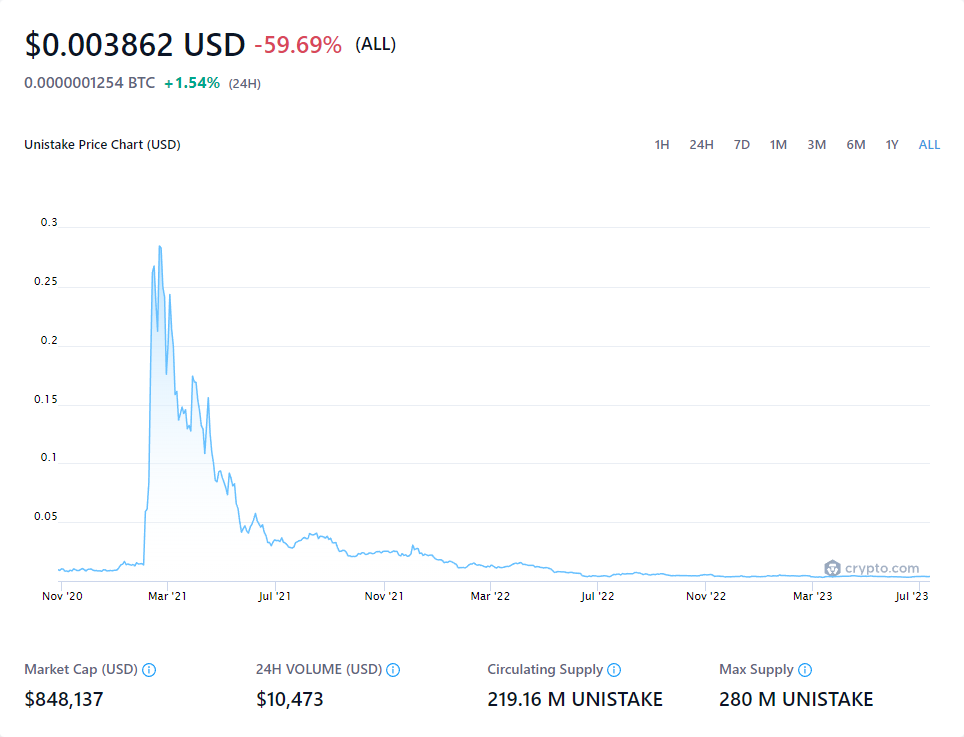 $0.003862 USD -59.69% (ALL)
0.0000001254 BTC +1.54% (24H)
Unistake Price Chart (USD) 1H 24H 7D 1M 3M 6M 1Y ALL
0.3
0.25
0.2
0.15
0.1
0.05
crypto.com
Nov '20 Mar '21 Jul '21 Nov '21 Mar '22 Jul '22 Nov '22 Mar '23 Jul '23
Market Cap (USD) 24H VOLUME (USD) Circulating Supply Max Supply
$848,137 $10,473 219.16 M UNISTAKE 280 M UNISTAKE